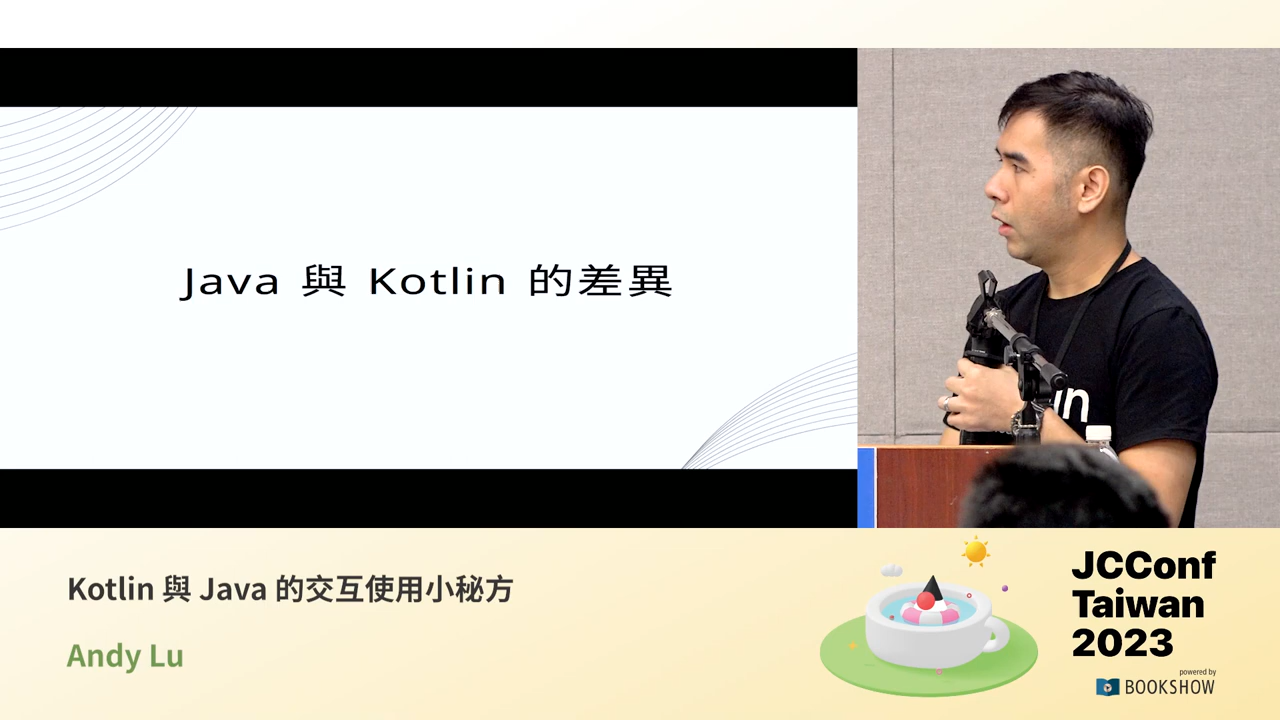 Java 與 Kotlin 的差異
in
Kotlin 與 Java 的交互使用小秘方
Andy Lu
JCConf
Taiwan
2023
powered by
BOOKSHOW